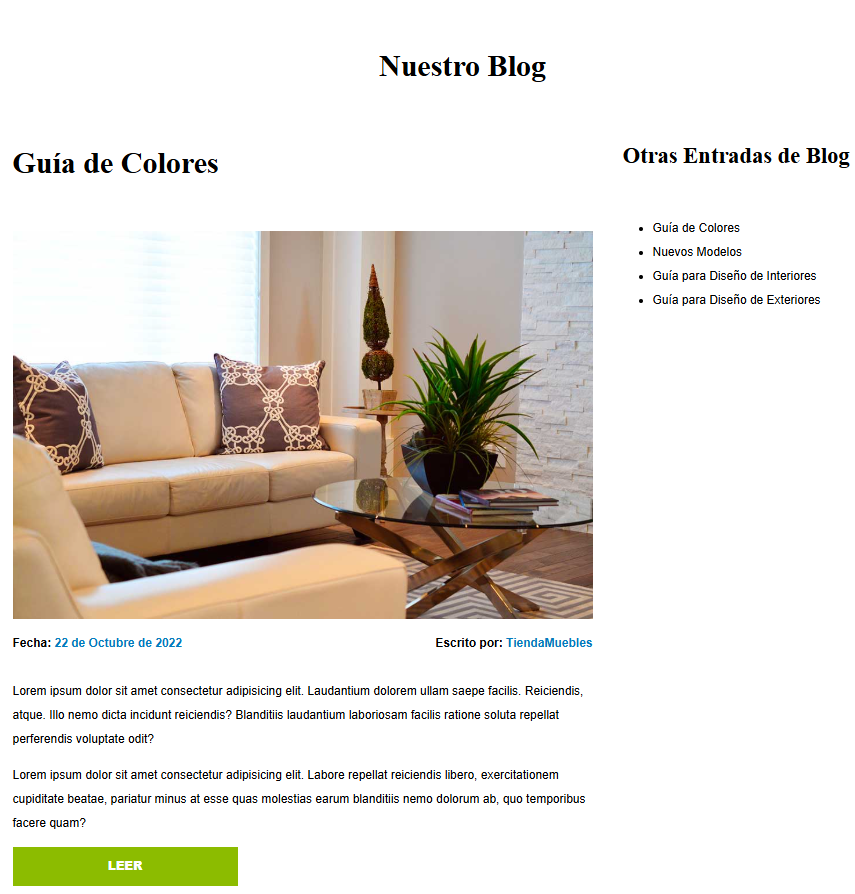 Nuestro Blog
Guía de Colores
Fecha: 22 de Octubre de 2022 Escrito por: TiendaMuebles
Lorem ipsum dolor sit amet consectetur adipisicing elit. Laudantium dolorem ullam saepe facilis. Reiciendis,
atque. Illo nemo dicta incidunt reiciendis? Blanditiis laudantium laboriosam facilis ratione soluta repellat
perferendis voluptate odit?
Lorem ipsum dolor sit amet consectetur adipisicing elit. Labore repellat reiciendis libero, exercitationem
cupiditate beatae, pariatur minus at esse quas molestias earum blanditiis nemo dolorum ab, quo temporibus
facere quam?
LEER
Otras Entradas de Blog
Guía de Colores
Nuevos Modelos
Guía para Diseño de Interiores
Guía para Diseño de Exteriores